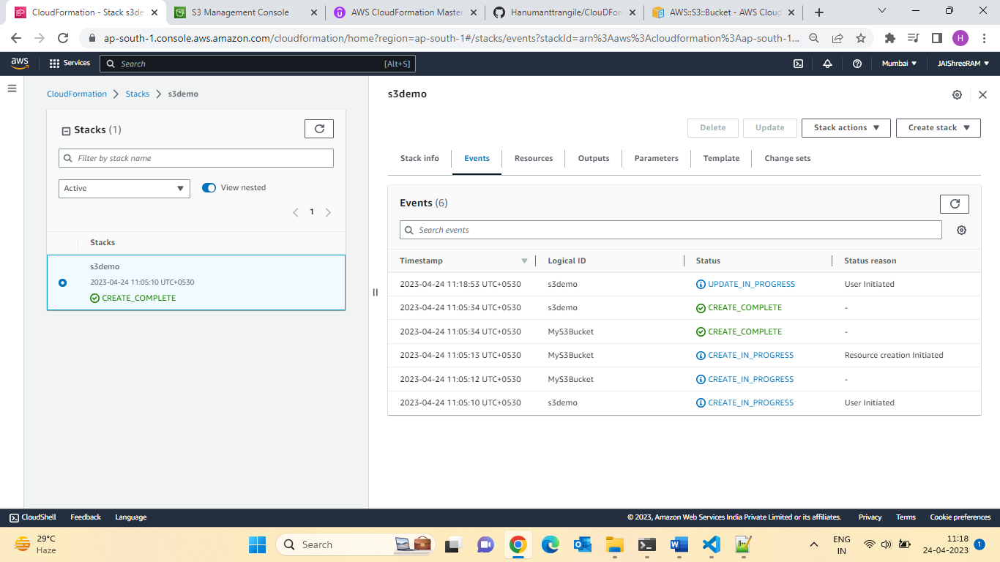 CloudFormation - Stack s3de
S3 Management Console
AWS CloudFormation Master
Hanumanttrangile/CloudDFor
AWS::S3::Bucket - AWS Cloud
ap-south-1.console.aws.amazon.com/cloudformation/home?region=ap-south-1#/stacks/events?stackId=arn%3Aaws%3Acloudformation%3Aap-south-1...
H
aws
Services
Search
[Alt+S]
Mumbai
JAIShreeRAM
CloudFormation
Stacks
s3demo
Stacks (1)
Filter by stack name
Active
View nested
1
Stacks
s3demo
2023-04-24 11:05:10 UTC+0530
CREATE_COMPLETE
s3demo
Delete
Update
Stack actions
Create stack
Stack info
Events
Resources
Outputs
Parameters
Template
Change sets
Events (6)
Search events
Timestamp Logical ID Status Status reason
2023-04-24 11:18:53 UTC+0530 s3demo UPDATE_IN_PROGRESS User Initiated
2023-04-24 11:05:34 UTC+0530 s3demo CREATE_COMPLETE -
2023-04-24 11:05:34 UTC+0530 MyS3Bucket CREATE_COMPLETE -
2023-04-24 11:05:13 UTC+0530 MyS3Bucket CREATE_IN_PROGRESS Resource creation Initiated
2023-04-24 11:05:12 UTC+0530 MyS3Bucket CREATE_IN_PROGRESS -
2023-04-24 11:05:10 UTC+0530 s3demo CREATE_IN_PROGRESS User Initiated
CloudShell
Feedback
Language
© 2023, Amazon Web Services India Private Limited or its affiliates.
Privacy
Terms
Cookie preferences
29°C
Haze
Search
ENG
IN
11:18
24-04-2023
1